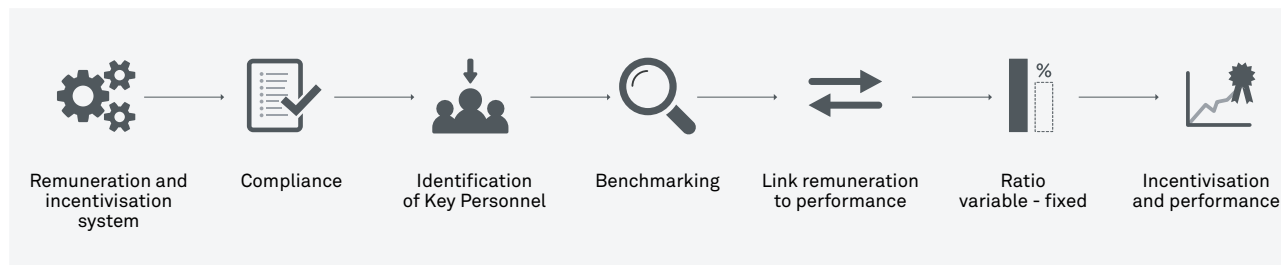 %
Remuneration and
incentivisation
system
Compliance
Identification
of Key Personnel
Benchmarking
Link remuneration
to performance
Ratio
variable - fixed
Incentivisation
and performance